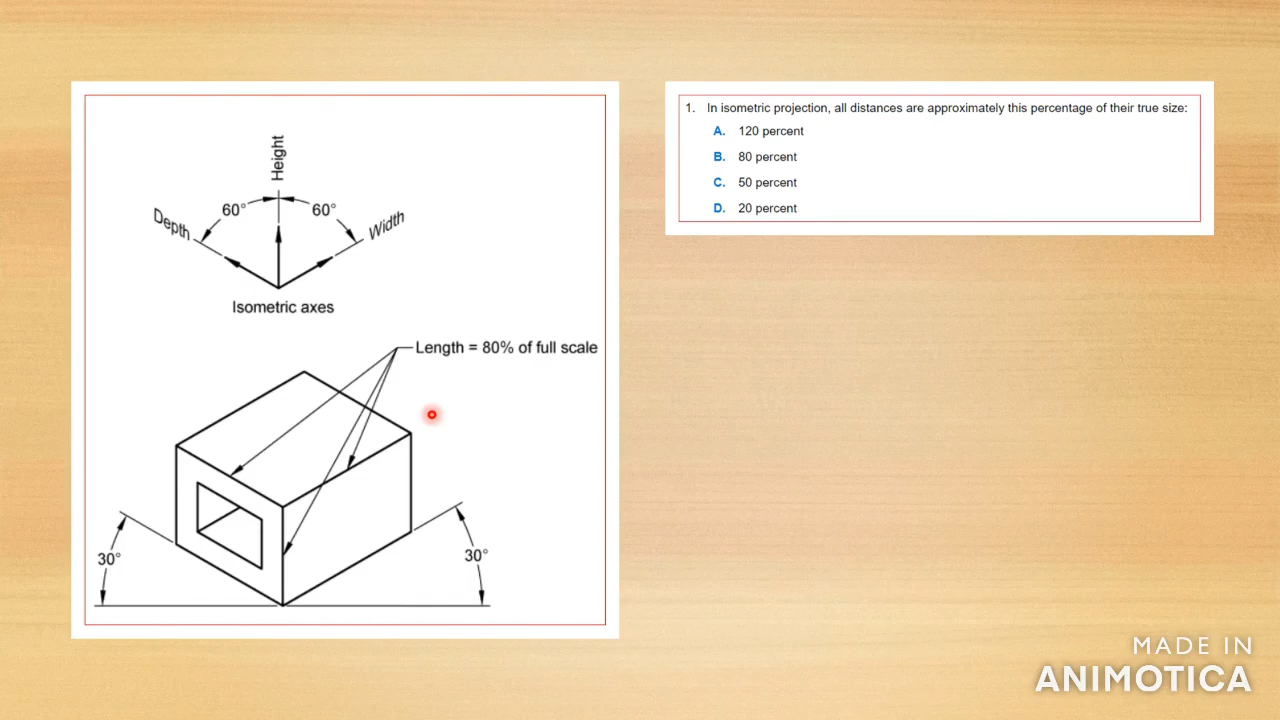 Height
60° 60°
Depth
Width
Isometric axes
Length = 80% of full scale
30°
30°
1. In isometric projection, all distances are approximately this percentage of their true size:
A. 120 percent
B. 80 percent
C. 50 percent
D. 20 percent
MADE IN
ANIMOTICA